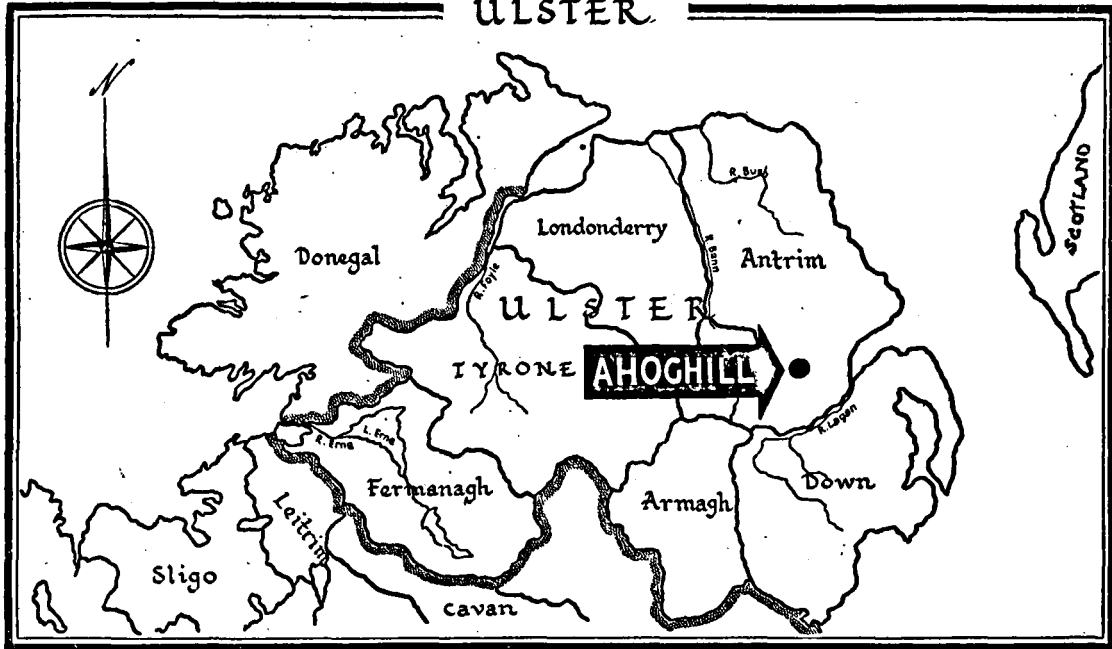 ULSTER
N
SCOTLAND
R. Bush
Londonderry
Donegal
R. Bann
Antrim
R. Foyle
ULSTER
TYRONE
AHOGHILL
R. Lagan
R. Erne
L. Erne
Fermanagh
Down
Armagh
Leitrim
Sligo
Cavan